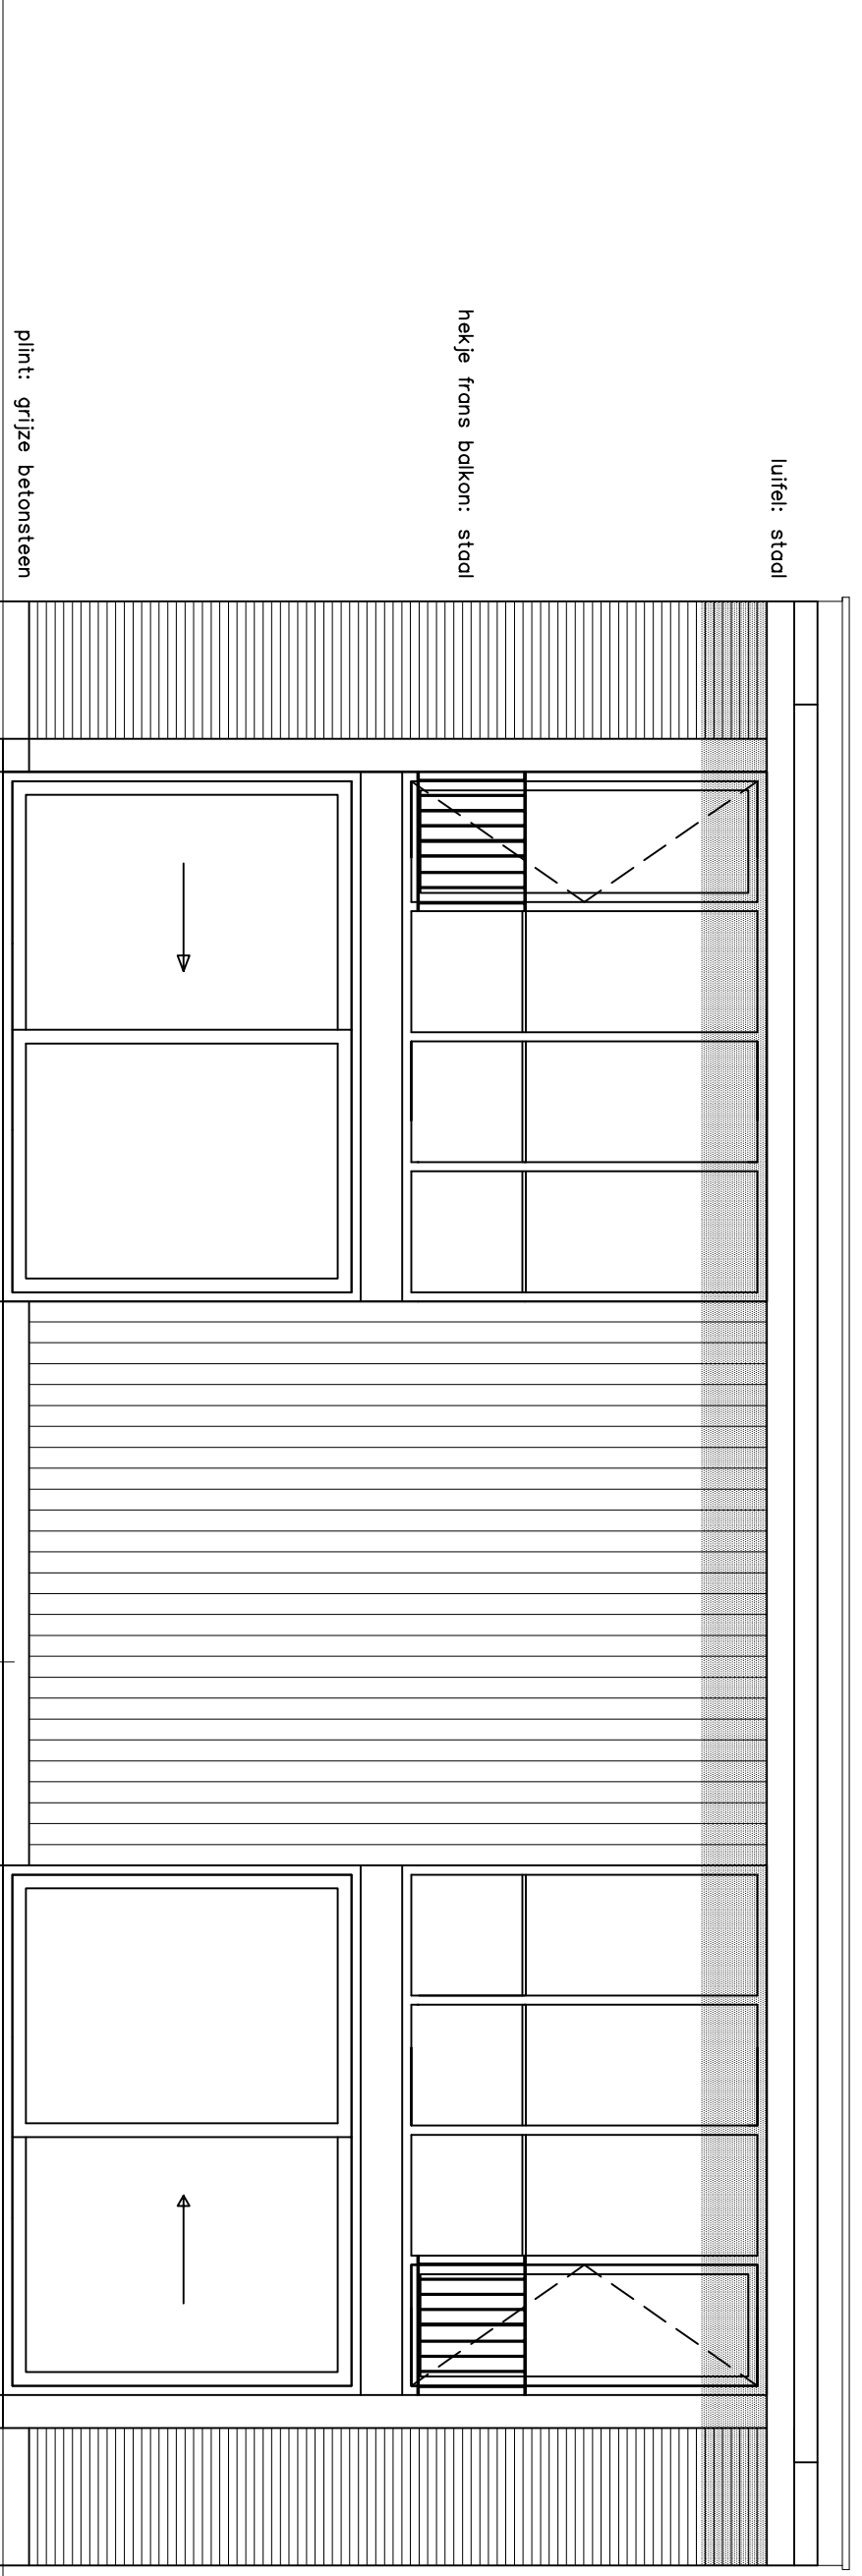 luifel: staal
hekje frans balkon: staal
plint: grijze betonsteen